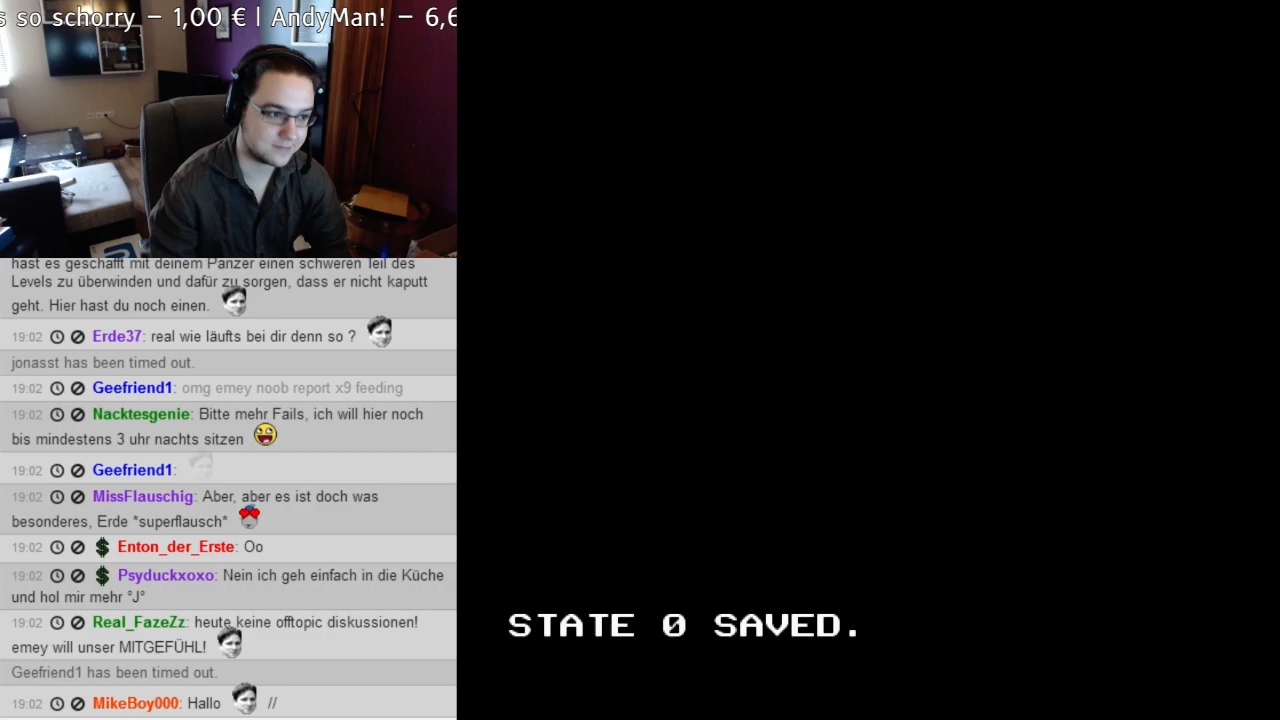 s so schorry – 1,00 € | AndyMan! – 6,6
hast es geschafft mit deinem Panzer einen schweren Teil des
Levels zu überwinden und dafür zu sorgen, dass er nicht kaputt
geht. Hier hast du noch einen.
19:02 Erde37: real wie läufts bei dir denn so ?
jonasst has been timed out.
19:02 Geefriend1: omg emey noob report x9 feeding
19:02 Nacktesgenie: Bitte mehr Fails, ich will hier noch
bis mindestens 3 uhr nachts sitzen
19:02 Geefriend1:
19:02 MissFlauschig: Aber, aber es ist doch was
besonderes, Erde *superflausch*
19:02 $ Enton_der_Erste: Oo
19:02 $ Psyduckxoxo: Nein ich geh einfach in die Küche
und hol mir mehr °J°
19:02 Real_FazeZz: heute keine offtopic diskussionen!
emey will unser MITGEFÜHL!
Geefriend1 has been timed out.
19:02 MikeBoy000: Hallo //
STATE 0 SAVED.